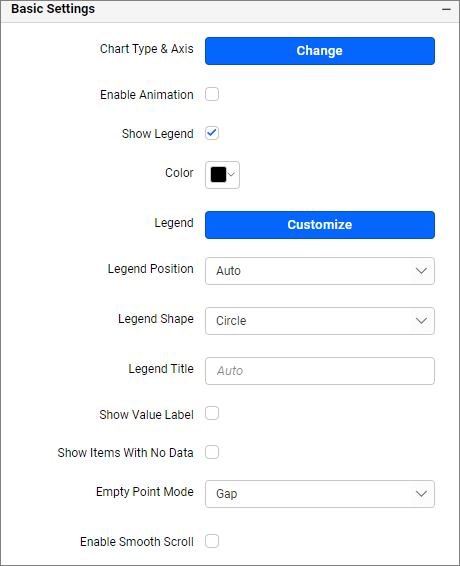 Basic Settings
Chart Type & Axis Change
Enable Animation
Show Legend
Color
Legend Customize
Legend Position Auto
Legend Shape Circle
Legend Title Auto
Show Value Label
Show Items With No Data
Empty Point Mode Gap
Enable Smooth Scroll